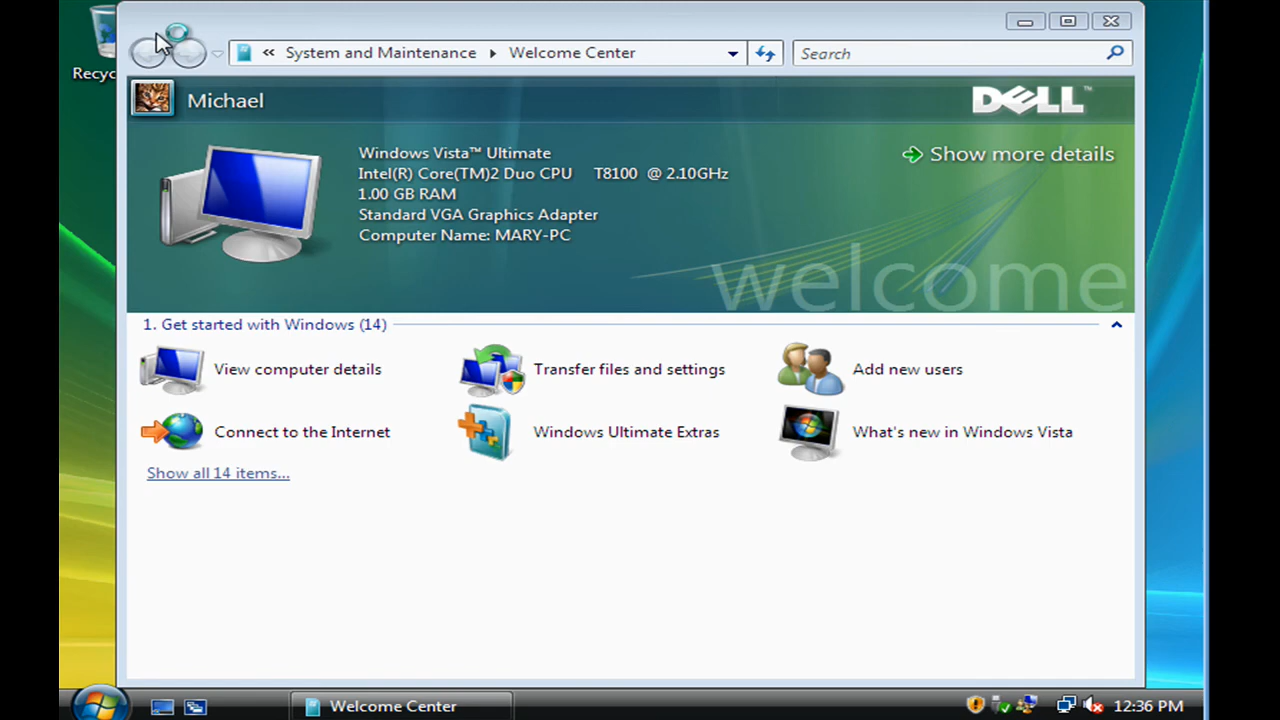 Recyc
« System and Maintenance ▸ Welcome Center
Search
Michael
DELL™
Windows Vista™ Ultimate
Intel(R) Core(TM)2 Duo CPU T8100 @ 2.10GHz
1.00 GB RAM
Standard VGA Graphics Adapter
Computer Name: MARY-PC
Show more details
welcome
1. Get started with Windows (14)
View computer details
Transfer files and settings
Add new users
Connect to the Internet
Windows Ultimate Extras
What's new in Windows Vista
Show all 14 items...
Welcome Center
12:36 PM